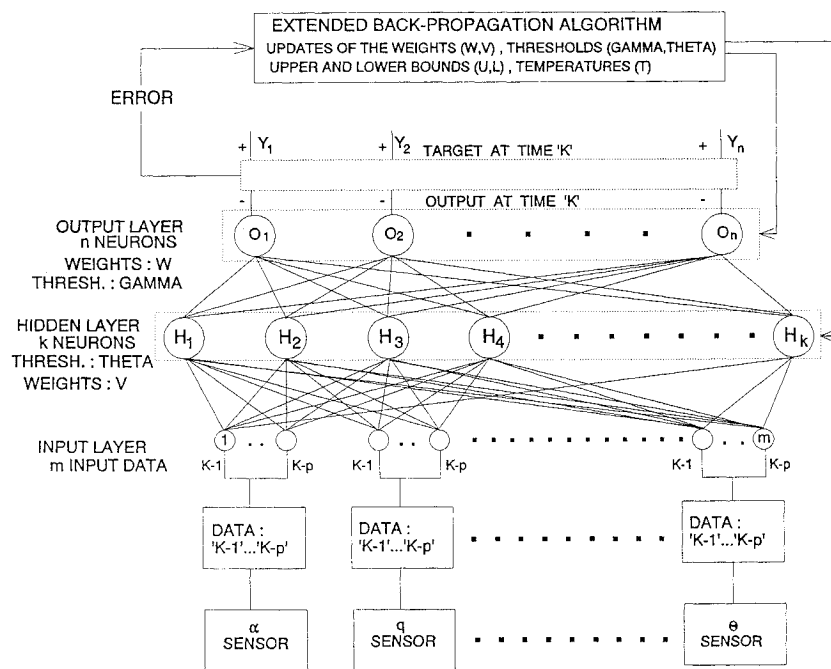 EXTENDED BACK-PROPAGATION ALGORITHM
UPDATES OF THE WEIGHTS (W,V) , THRESHOLDS (GAMMA,THETA)
UPPER AND LOWER BOUNDS (U,L) , TEMPERATURES (T)
ERROR
+ Y1 + Y2 + Yn
TARGET AT TIME 'K'
- - -
OUTPUT AT TIME 'K'
OUTPUT LAYER
n NEURONS
O1 O2 . . . . On
WEIGHTS : W
THRESH. : GAMMA
HIDDEN LAYER
k NEURONS
H1 H2 H3 H4 . . . . . . . Hk
THRESH. : THETA
WEIGHTS : V
INPUT LAYER
m INPUT DATA
1 . . . . . . . . . . . . . . . . . . m
K-1 K-p K-1 K-p K-1 K-p
DATA : DATA : DATA :
'K-1'...'K-p' 'K-1'...'K-p' . . . . . . . . . 'K-1'...'K-p'
α q θ
SENSOR SENSOR . . . . . . . . . SENSOR